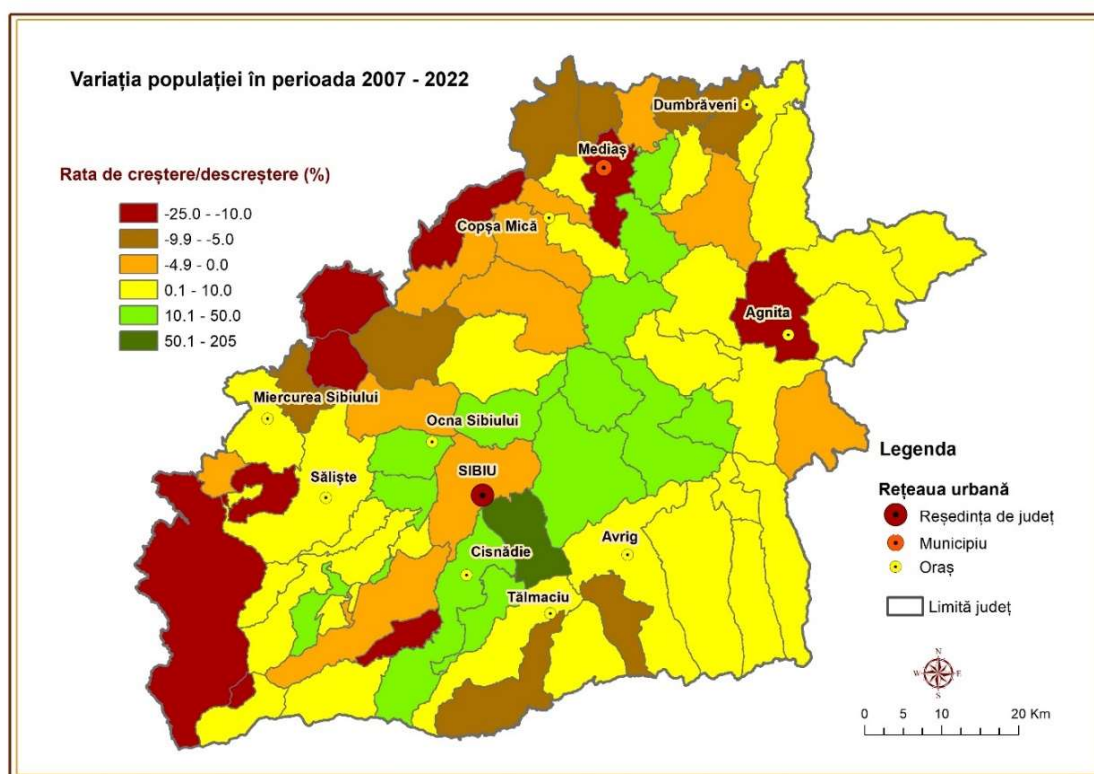 Variația populației în perioada 2007 - 2022
Rata de creștere/descreștere (%)
-25.0 - -10.0
-9.9 - -5.0
-4.9 - 0.0
0.1 - 10.0
10.1 - 50.0
50.1 - 205
Dumbrăveni
Mediaș
Copșa Mică
Agnita
Miercurea Sibiului
Ocna Sibiului
SIBIU
Săliște
Cisnădie
Avrig
Tălmaciu
Legenda
Rețeaua urbană
Reședința de județ
Municipiu
Oraș
Limită județ
N
W E
S
0 5 10 20 Km